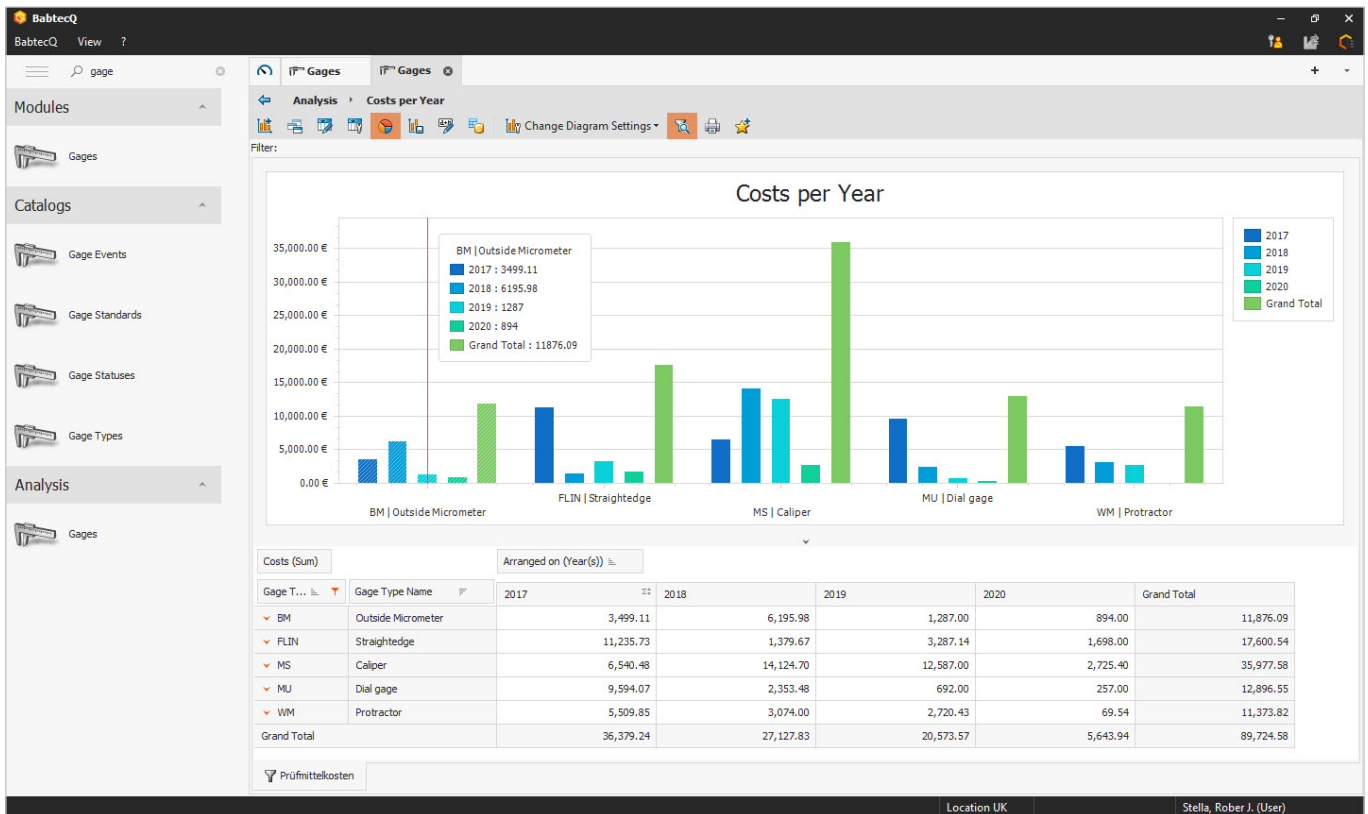 BabtecQ
BabtecQ View ?
gage
Gages
Gages
Modules
Gages
Catalogs
Gage Events
Gage Standards
Gage Statuses
Gage Types
Analysis
Gages
Analysis Costs per Year
Change Diagram Settings
Filter:
Costs per Year
35,000.00 €
30,000.00 €
25,000.00 €
20,000.00 €
15,000.00 €
10,000.00 €
5,000.00 €
0.00 €
BM | Outside Micrometer
2017 : 3499.11
2018 : 6195.98
2019 : 1287
2020 : 894
Grand Total : 11876.09
2017
2018
2019
2020
Grand Total
BM | Outside Micrometer
FLIN | Straightedge
MS | Caliper
MU | Dial gage
WM | Protractor
Costs (Sum) Arranged on (Year(s))
Gage T... Gage Type Name 2017 2018 2019 2020 Grand Total
BM Outside Micrometer 3,499.11 6,195.98 1,287.00 894.00 11,876.09
FLIN Straightedge 11,235.73 1,379.67 3,287.14 1,698.00 17,600.54
MS Caliper 6,540.48 14,124.70 12,587.00 2,725.40 35,977.58
MU Dial gage 9,594.07 2,353.48 692.00 257.00 12,896.55
WM Protractor 5,509.85 3,074.00 2,720.43 69.54 11,373.82
Grand Total 36,379.24 27,127.83 20,573.57 5,643.94 89,724.58
Prüfmittelkosten
Location UK Stella, Rober J. (User)